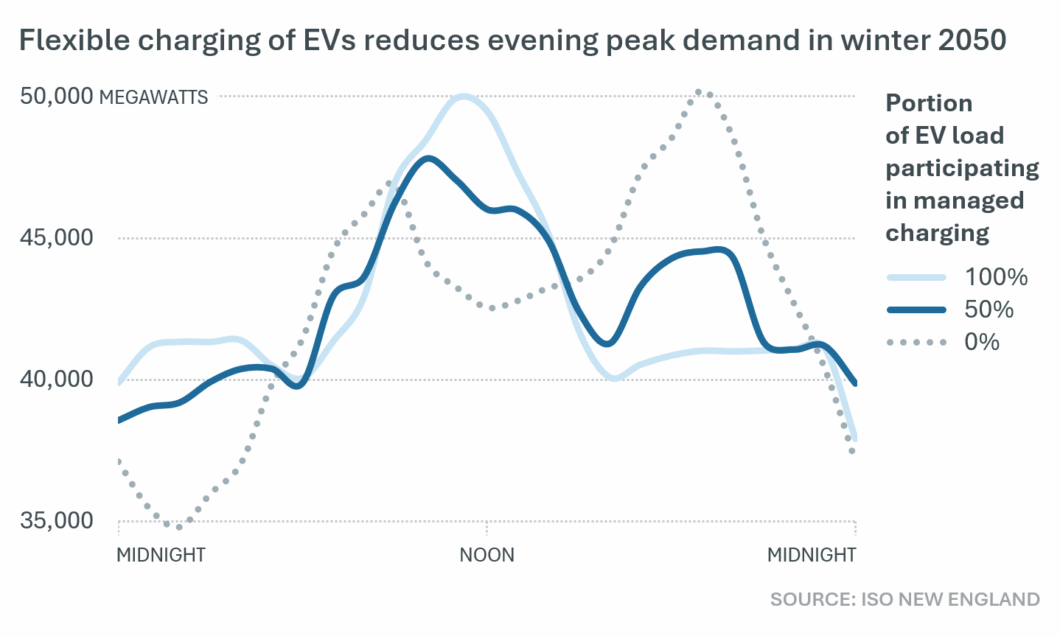 Flexible charging of EVs reduces evening peak demand in winter 2050
50,000 MEGAWATTS
45,000
40,000
35,000
MIDNIGHT
NOON
MIDNIGHT
Portion
of EV load
participating
in managed
charging
100%
50%
0%
SOURCE: ISO NEW ENGLAND